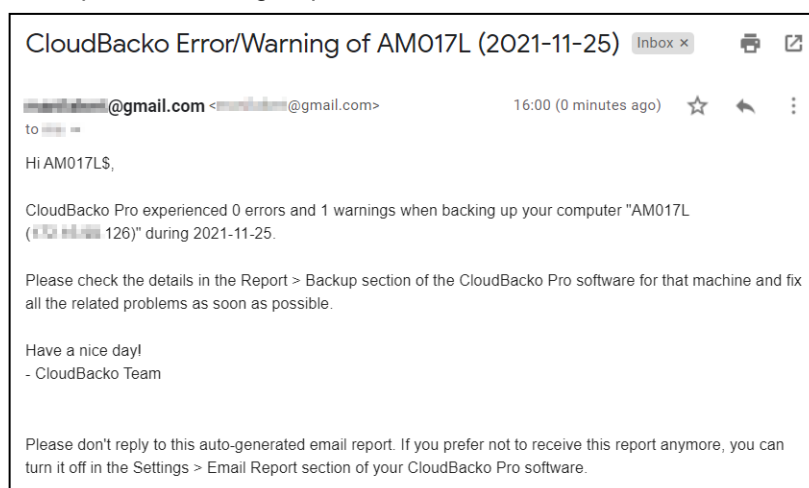 CloudBacko Error/Warning of AM017L (2021-11-25) Inbox ×
@gmail.com < @gmail.com> 16:00 (0 minutes ago)
to
Hi AM017L$,
CloudBacko Pro experienced 0 errors and 1 warnings when backing up your computer "AM017L
( 126)" during 2021-11-25.
Please check the details in the Report > Backup section of the CloudBacko Pro software for that machine and fix
all the related problems as soon as possible.
Have a nice day!
- CloudBacko Team
Please don't reply to this auto-generated email report. If you prefer not to receive this report anymore, you can
turn it off in the Settings > Email Report section of your CloudBacko Pro software.